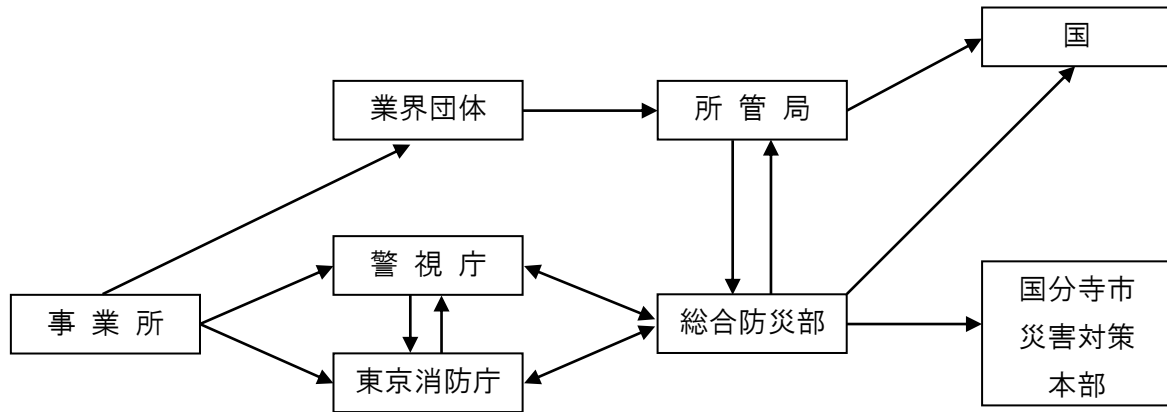 国
業界団体
所 管 局
警 視 庁
事 業 所
総合防災部
国分寺市
災害対策
本部
東京消防庁